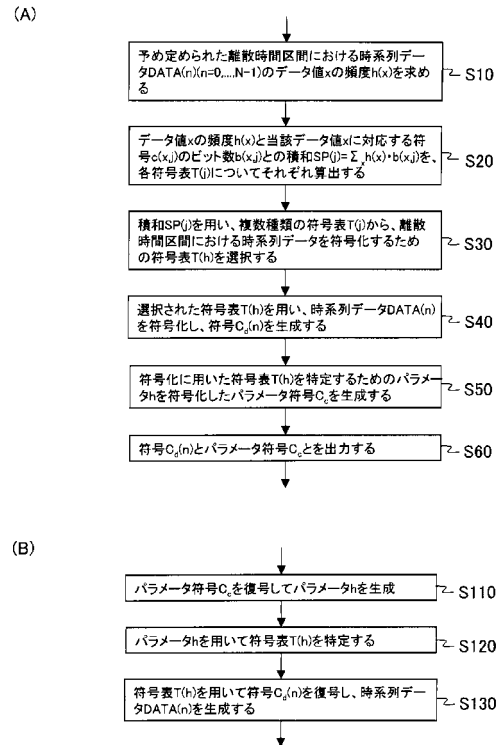 (A)
予め定められた離散時間区間における時系列デー
タDATA(n)(n=0,...,N-1)のデータ値xの頻度h(x)を求め
る
S10
データ値xの頻度h(x)と当該データ値xに対応する符
号c(x,j)のビット数b(x,j)との積和SP(j)=Σxh(x)・b(x,j)を、
各符号表T(j)についてそれぞれ算出する
S20
積和SP(j)を用い、複数種類の符号表T(j)から、離散
時間区間における時系列データを符号化するため
の符号表T(h)を選択する
S30
選択された符号表T(h)を用い、時系列データDATA(n)
を符号化し、符号Cd(n)を生成する
S40
符号化に用いた符号表T(h)を特定するためのパラメー
タhを符号化したパラメータ符号Ccを生成する
S50
符号Cd(n)とパラメータ符号Ccとを出力する
S60
(B)
パラメータ符号Ccを復号してパラメータhを生成
S110
パラメータhを用いて符号表T(h)を特定する
S120
符号表T(h)を用いて符号Cd(n)を復号し、時系列デー
タDATA(n)を生成する
S130